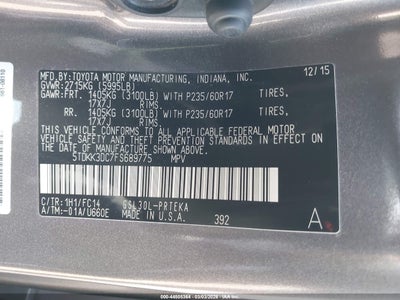 MFD.BY:TOYOTA MOTOR MANUFACTURING, INDIANA, INC. 12/15
GVWR:2715KG (5995LB)
GAWR:FRT. 1405KG (3100LB) WITH P235/60R17 TIRES,
17X7J RIMS,
RR. 1405KG (3100LB) WITH P235/60R17 TIRES,
17X7J RIMS,
THIS VEHICLE CONFORMS TO ALL APPLICABLE FEDERAL MOTOR
VEHICLE SAFETY AND THEFT PREVENTION STANDARDS IN EFFECT
ON THE DATE OF MANUFACTURE SHOWN ABOVE.
5TDKK3DC7FS689775 MPV
C/TR:1H1/FC14 GSL30L-PRTEKA
A/TM:-01A/U660E MADE IN U.S.A. 392 A